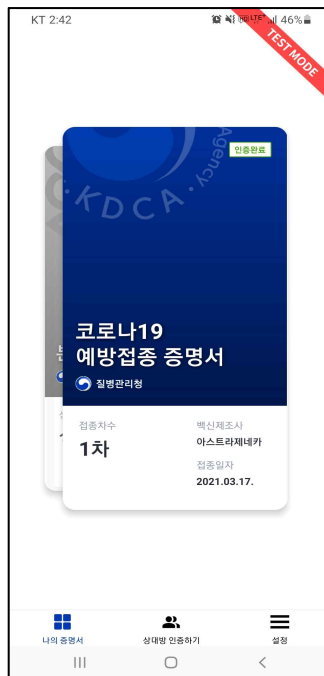 KT 2:42
LTE+
46%
TEST MODE
Agency
KDCA
인증완료
코로나19
예방접종 증명서
질병관리청
접종차수
1차
백신제조사
아스트라제네카
접종일자
2021.03.17.
나의 증명서
상대방 인증하기
설정